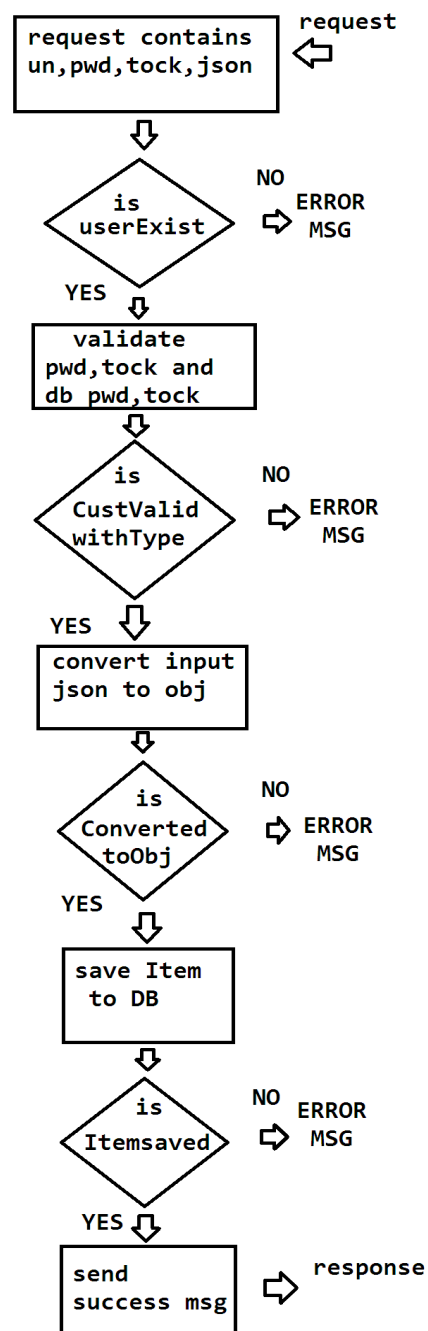 request
request contains
un,pwd,tock,json
is
userExist
NO
ERROR
MSG
YES
validate
pwd,tock and
db pwd,tock
is
CustValid
withType
NO
ERROR
MSG
YES
convert input
json to obj
is
Converted
toObj
NO
ERROR
MSG
YES
save Item
to DB
is
Itemsaved
NO
ERROR
MSG
YES
send
success msg
response